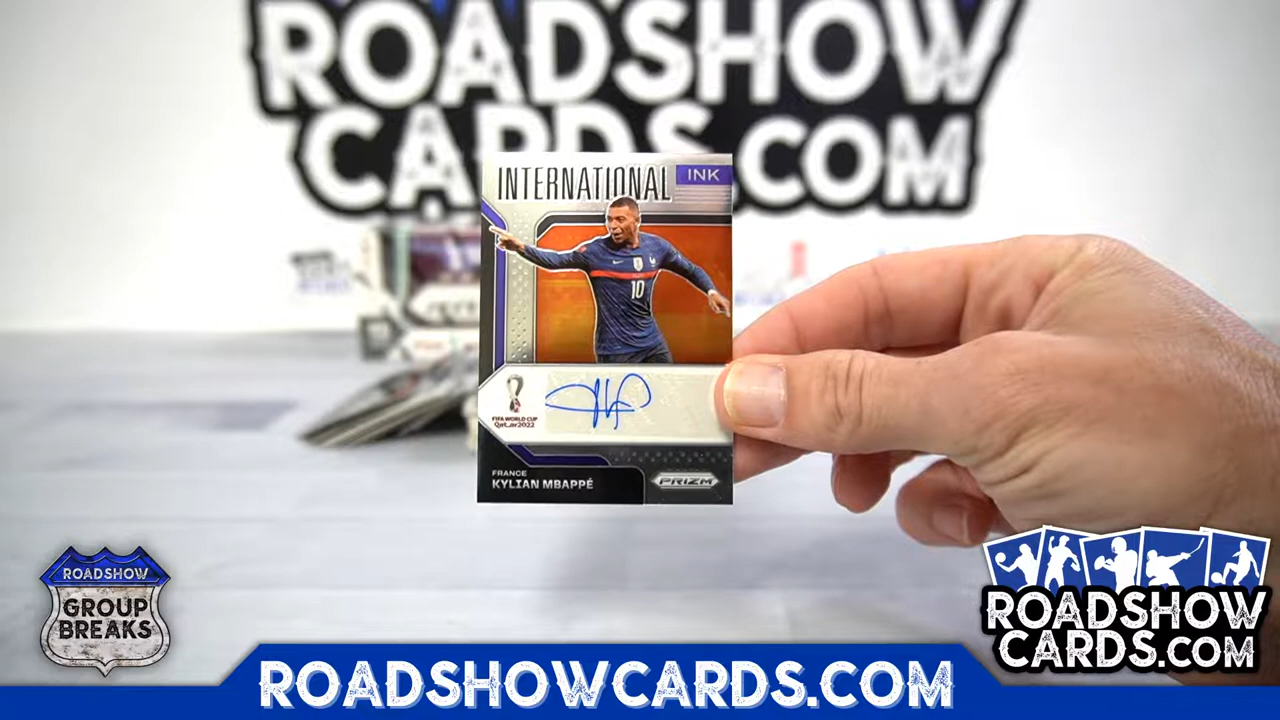 ROADSHOW
CARDS.COM
INTERNATIONAL INK
10
FIFA WORLD CUP
Qatar2022
FRANCE
KYLIAN MBAPPÉ
PRIZM
ROADSHOW
GROUP
BREAKS
ROADSHOW
CARDS.COM
ROADSHOWCARDS.COM